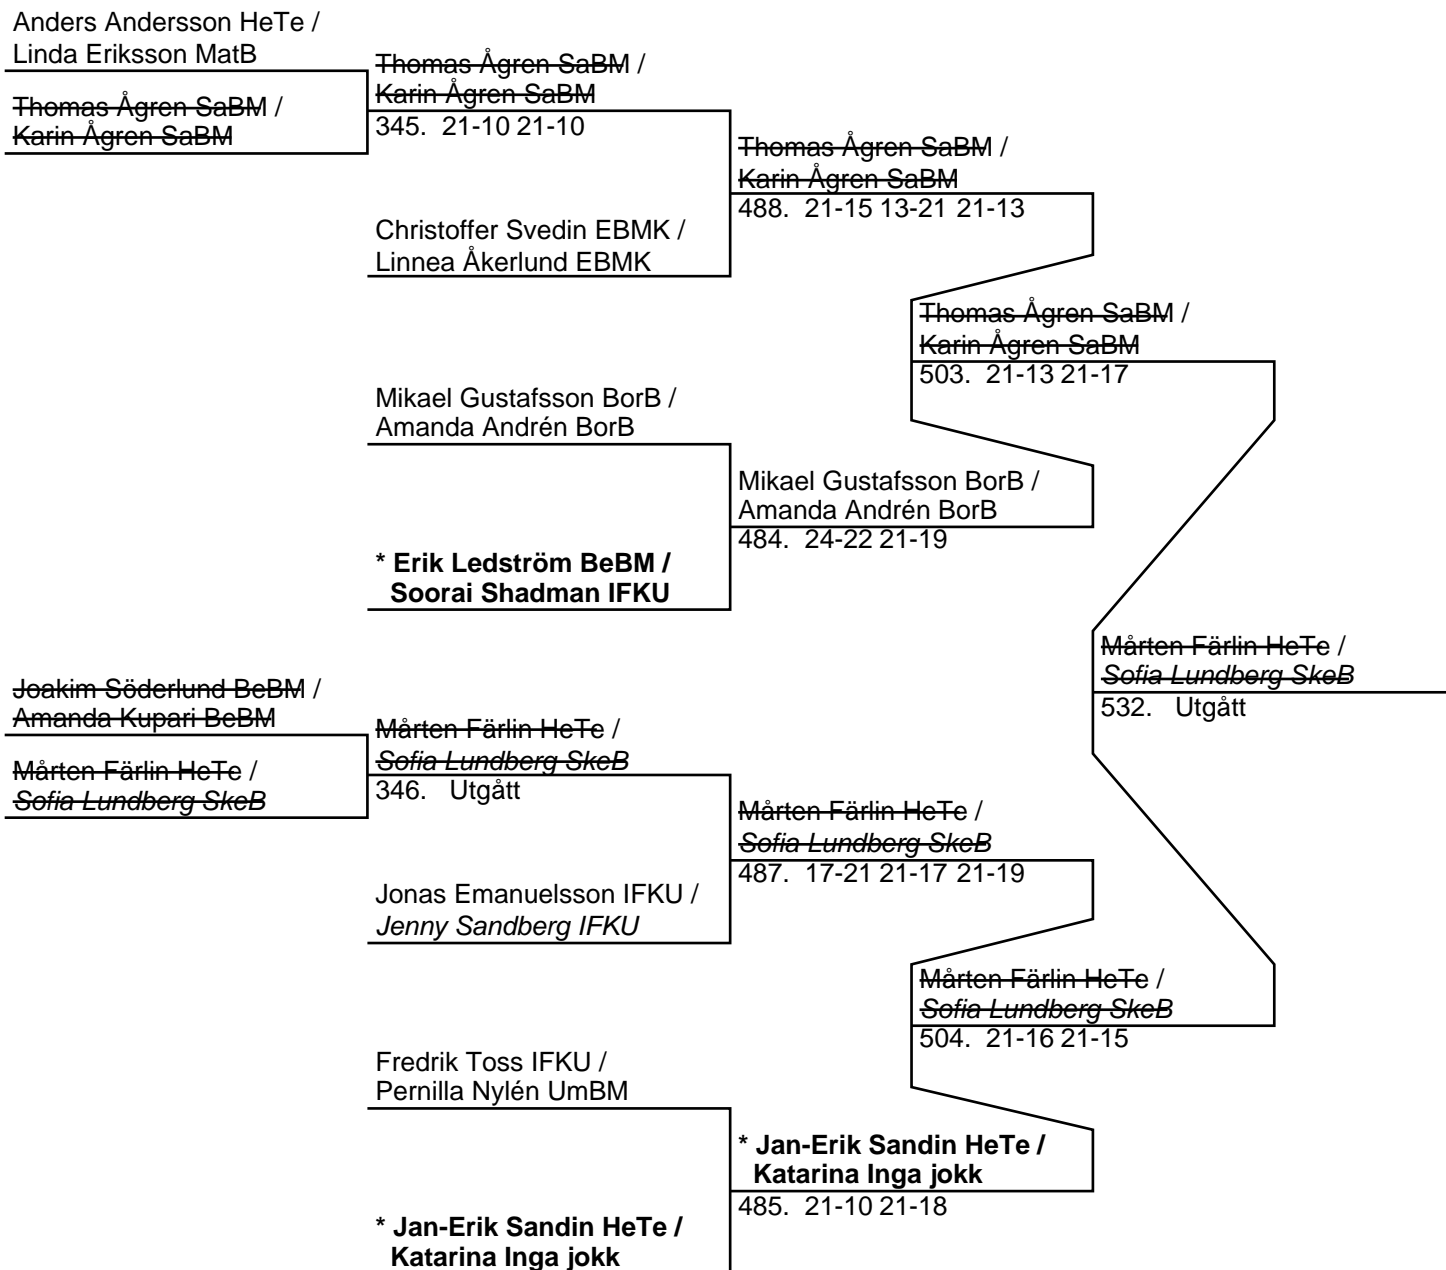 Anders Andersson HeTe /
Linda Eriksson MatB
Thomas Ågren SaBM /
Karin Ågren SaBM
Thomas Ågren SaBM /
Karin Ågren SaBM
345. 21-10 21-10
Thomas Ågren SaBM /
Karin Ågren SaBM
488. 21-15 13-21 21-13
Christoffer Svedin EBMK /
Linnea Åkerlund EBMK
Thomas Ågren SaBM /
Karin Ågren SaBM
503. 21-13 21-17
Mikael Gustafsson BorB /
Amanda Andrén BorB
Mikael Gustafsson BorB /
Amanda Andrén BorB
484. 24-22 21-19
* Erik Ledström BeBM /
Soorai Shadman IFKU
Mårten Färlin HeTe /
Sofia Lundberg SkeB
532. Utgått
Joakim Söderlund BeBM /
Amanda Kupari BeBM
Mårten Färlin HeTe /
Sofia Lundberg SkeB
Mårten Färlin HeTe /
Sofia Lundberg SkeB
346. Utgått
Mårten Färlin HeTe /
Sofia Lundberg SkeB
487. 17-21 21-17 21-19
Jonas Emanuelsson IFKU /
Jenny Sandberg IFKU
Mårten Färlin HeTe /
Sofia Lundberg SkeB
504. 21-16 21-15
Fredrik Toss IFKU /
Pernilla Nylén UmBM
* Jan-Erik Sandin HeTe /
Katarina Inga jokk
485. 21-10 21-18
* Jan-Erik Sandin HeTe /
Katarina Inga jokk